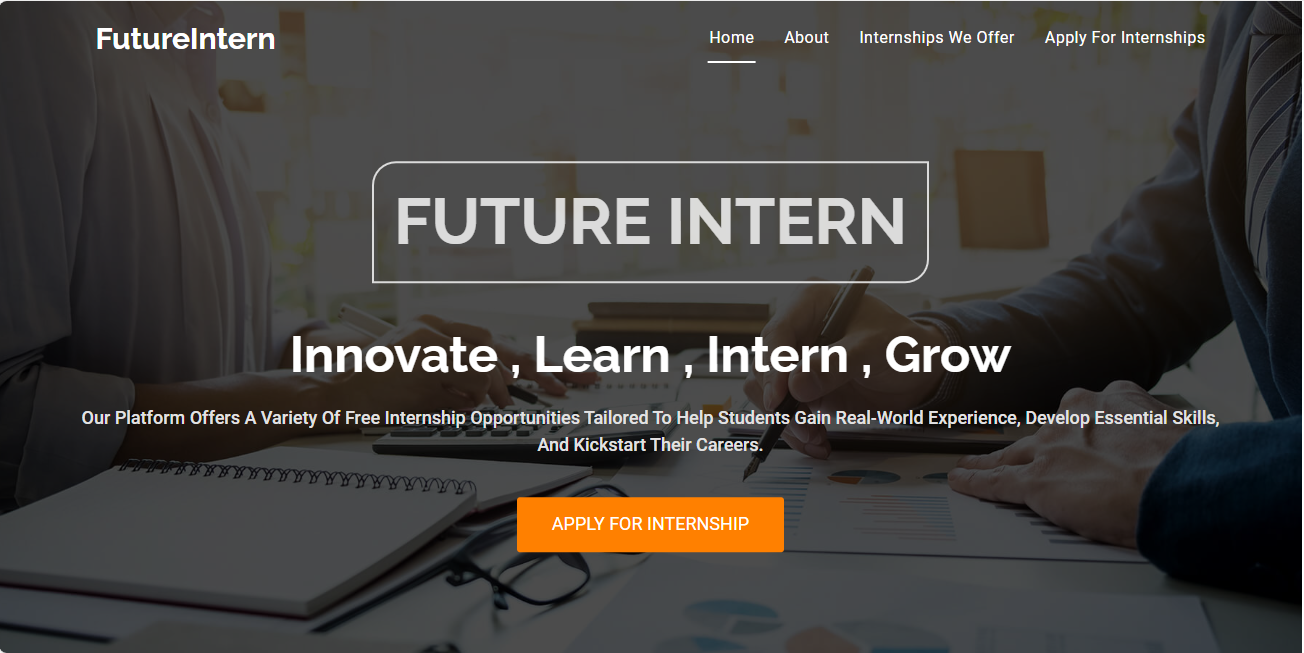 FutureIntern
Home
About
Internships We Offer
Apply For Internships
FUTURE INTERN
Innovate , Learn , Intern , Grow
Our Platform Offers A Variety Of Free Internship Opportunities Tailored To Help Students Gain Real-World Experience, Develop Essential Skills,
And Kickstart Their Careers.
APPLY FOR INTERNSHIP